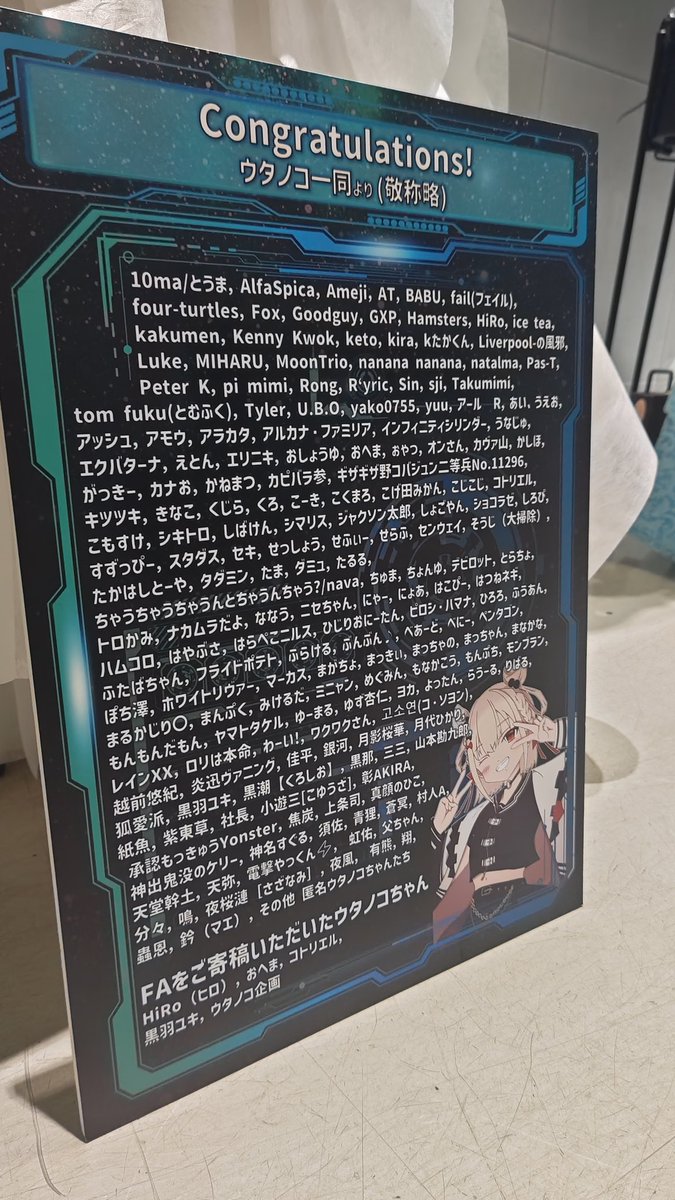 Congratulations!
ウタノコ一同より(敬称略)
10ma/とうま, AlfaSpica, Ameji, AT, BABU, fail(フェイル),
four-turtles, Fox, Goodguy, GXP, Hamsters, HiRo, ice tea,
kakumen, Kenny Kwok, keto, kira, kたかくん, Liverpool-の風邪,
Luke, MIHARU, MoonTrio, nanana nanana, natalma, Pas-T,
Peter K, pi mimi, Rong, R'yric, Sin, sji, Takumimi,
tom fuku(とむふく), Tyler, U.B.O, yako0755, yuu, アール R, あい, うえお,
アッシュ, アモウ, アラカタ, アルカナ・ファミリア, インフィニティシリンダー, うなじゅ,
エクバターナ, えとん, エリニキ, おしょうゆ, おへま, おやつ, オンさん, カウァ山, かしほ,
がっきー, カナお, かねまつ, カピバラ参, ギザギザ野コバジュン二等兵No.11296,
キツツキ, きなこ, くじら, くろ, こーき, こくまろ, こげ田みかん, こじこじ, コトリエル,
こもすけ, シキトロ, しばけん, シマリス, ジャクソン太郎, しょごやん, ショコラゼ, しろぴ,
すずっぴー, スタダス, セキ, せっしょう, せふぃー, せらふ, センウェイ, そうじ(大掃除),
たかはしとーや, タダミン, たま, ダミュ, たるる,
ちゃうちゃうちゃうんとちゃうんちゃう?/nava, ちゅま, ちょんゆ, デビロット, とらちょ,
トロかみ, ナカムラだよ, ななう, ニセちゃん, にゃー, にょあ, はこぴー, はつねネギ,
ハムコロ, はやぶさ, はらぺこニルス, ひじりおにーたん, ピロシ・ハマナ, ひろろ, ふうあん,
ふたばちゃん, フライドポテト, ふらける, ぶんぶん, へい, へあーと, べにー, ペンタゴン,
ぽち澤, ホワイトリヴァー, マーカス, まがちょ, まっきぃ, まっちゃの, まっちゃん, まなかな,
まるかじり〇, まんぷく, みけるだ, ミニャン, めくみん, もなかこう, もんぷち, モンブラン,
もんもんだもん, ヤマトタケル, ゆーまる, ゆず杏仁, ヨカ, よったん, らうーる, りはる,
レインXX, ロリは本命, わーい!, ワクワクさん, 고소연(コ・ソヨン),
越前悠紀, 炎迅ヴァニング, 佳平, 銀河, 月影桜華, 月代ひかり,
狐愛派, 黒羽ユキ, 黒潮【くろしお】, 黒那, 三三, 山本勘九郎,
紙魚, 紫東草, 社長, 小遊三[こゆうざ], 彰AKIRA,
承認もっきゅうYonster, 焦炭, 上条司, 真顔のひこ,
神出鬼没のケリー, 神名すぐる, 須佐, 青狸, 蒼冥, 村人A,
天堂幹土, 天弥, 電撃やっくん⚡, 虹佑, 父ちゃん,
分々, 鳴, 夜桜漣[さざなみ], 夜風, 有熊, 翔,
蟲恩, 鈴(マエ), その他 匿名ウタノコちゃんたち
FAをご寄稿いただいたウタノコちゃん
HiRo(ヒロ), おへま, コトリエル,
黒羽ユキ, ウタノコ企画